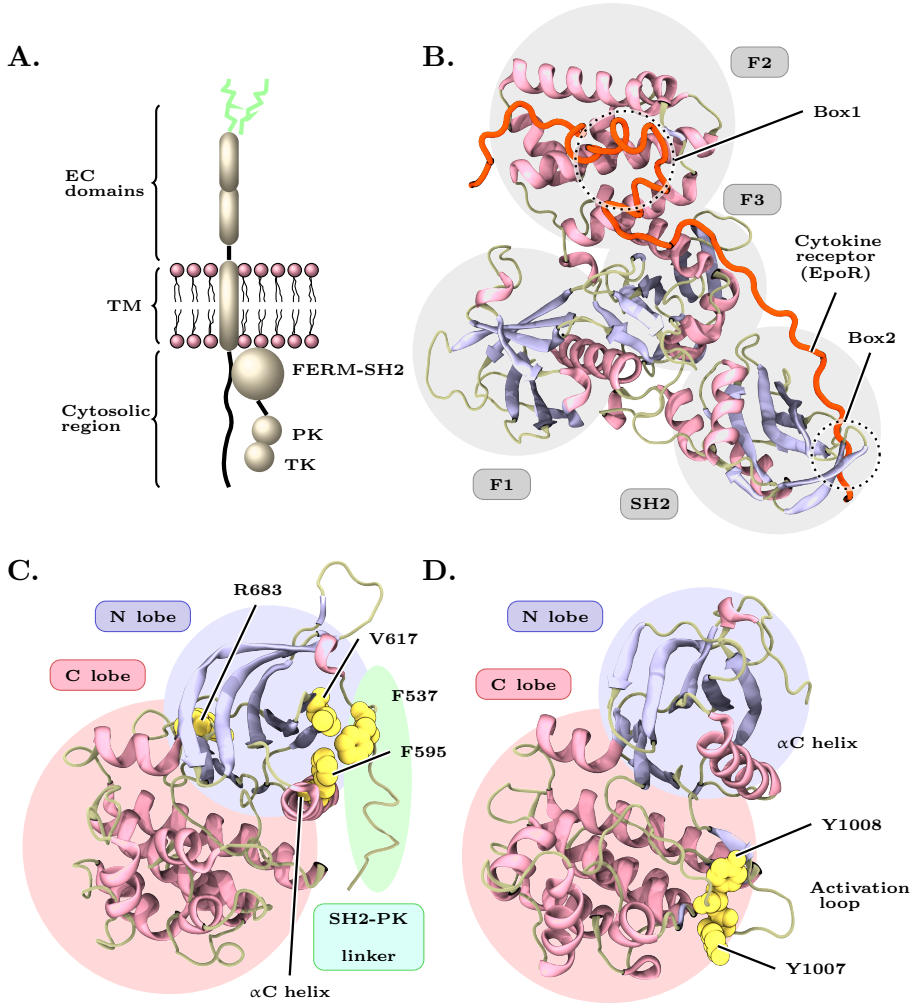 A.
EC
domains
TM
Cytosolic
region
FERM-SH2
PK
TK
B.
F2
Box1
F3
Cytokine
receptor
(EpoR)
Box2
F1
SH2
C.
R683
N lobe
V617
C lobe
F537
F595
SH2-PK
linker
αC helix
D.
N lobe
C lobe
αC helix
Y1008
Activation
loop
Y1007